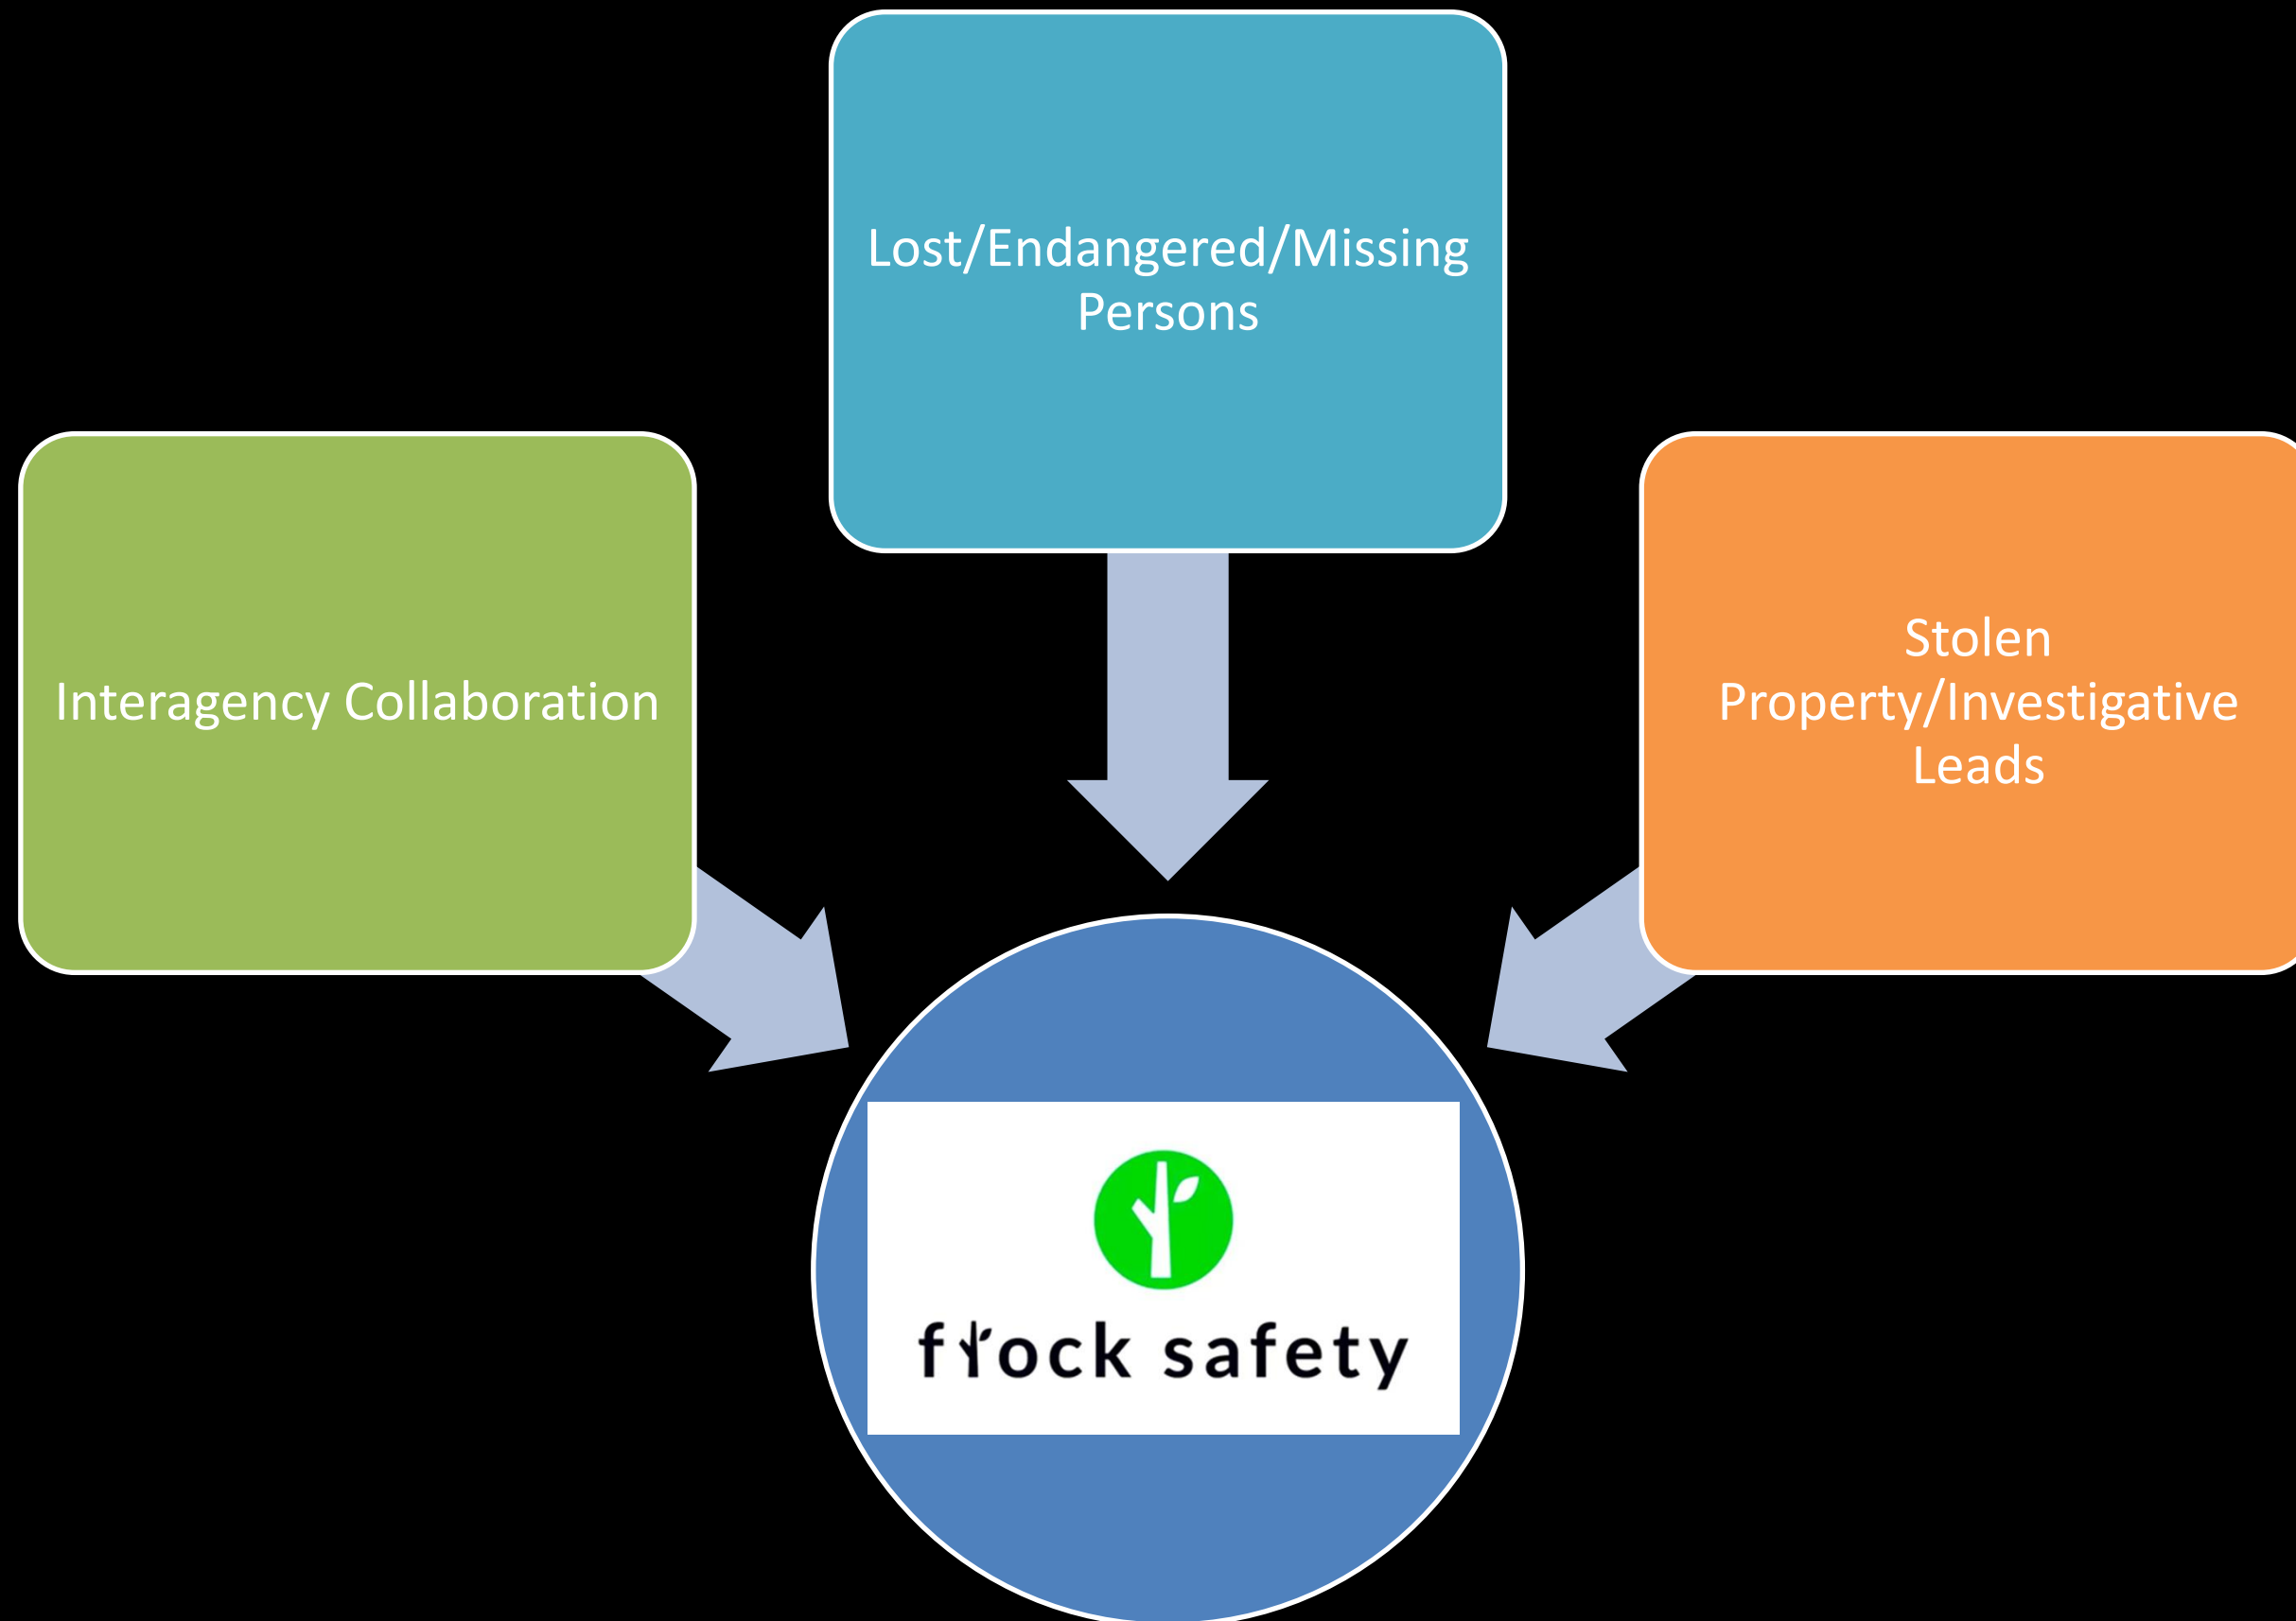 Lost/Endangered/Missing
Persons
Interagency Collaboration
Stolen
Property/Investigative
Leads
flock safety